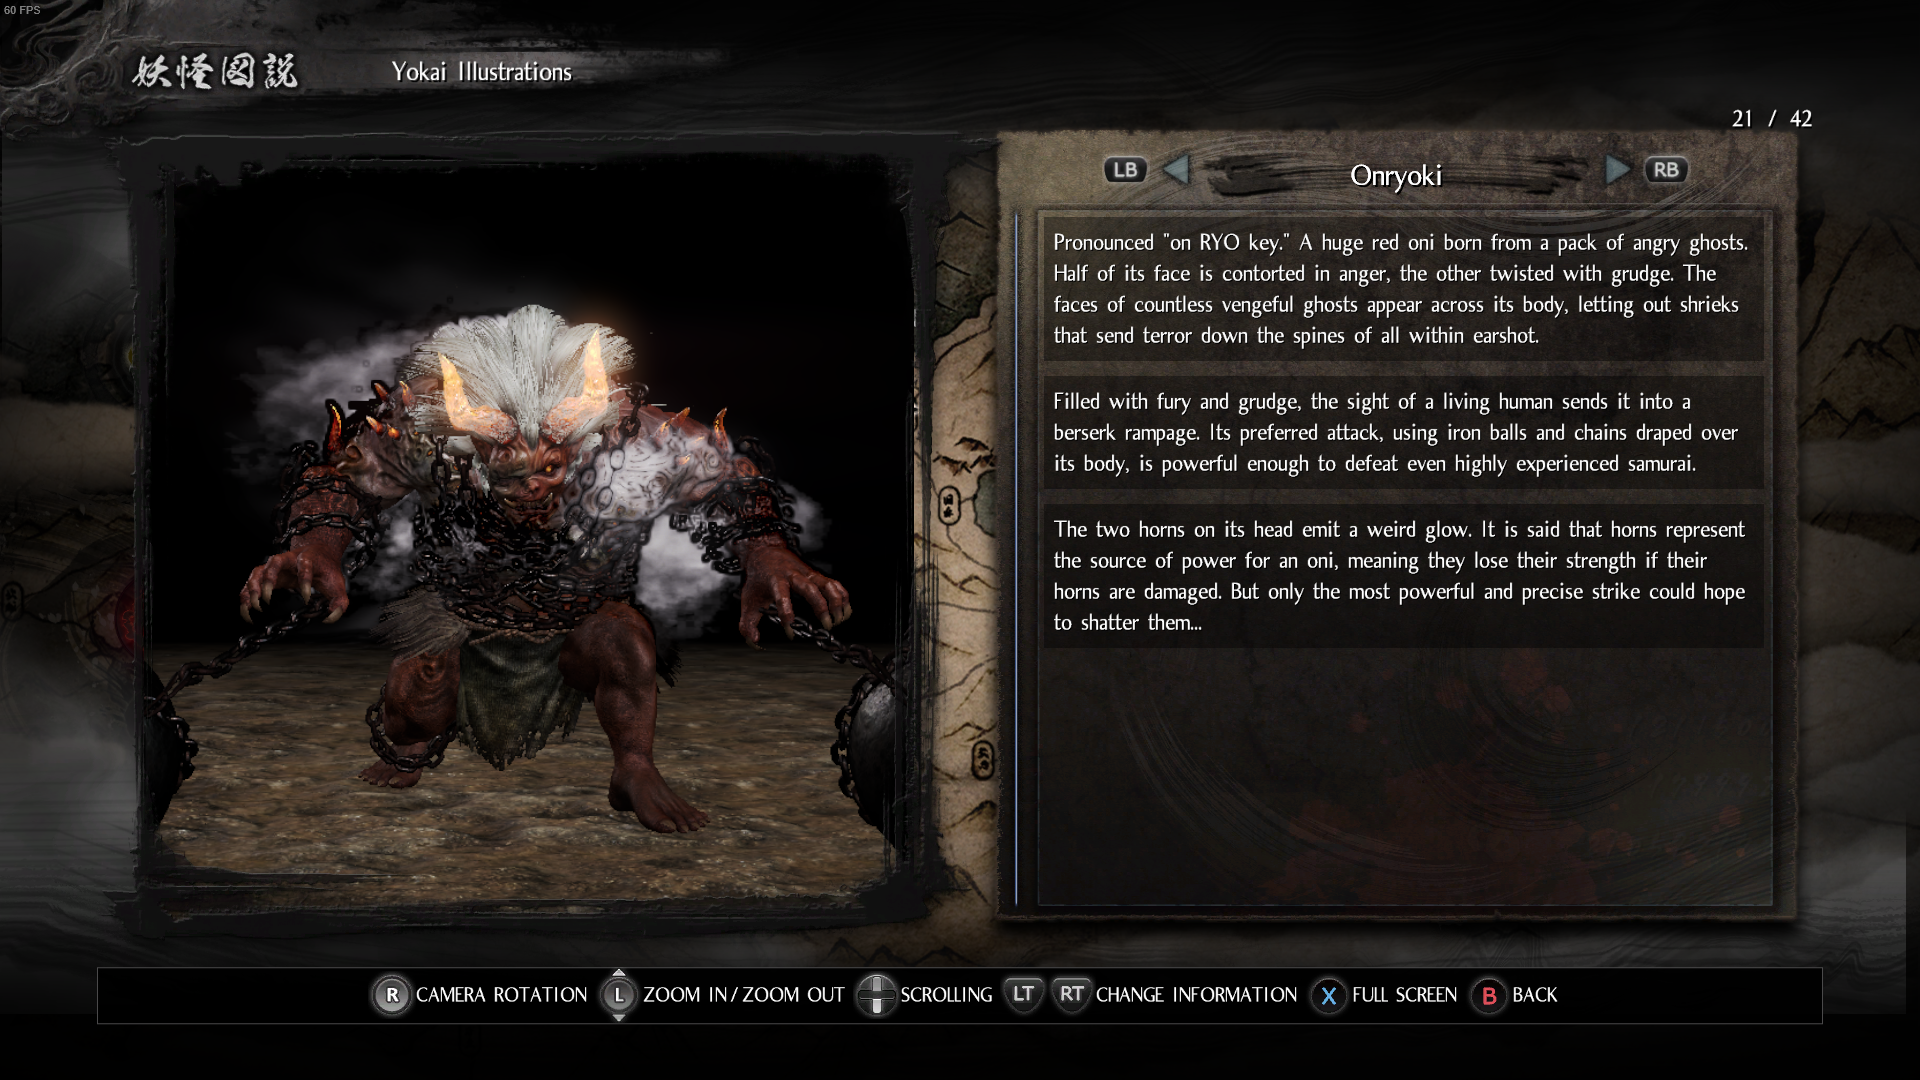 60 FPS
妖怪図説
Yokai Illustrations
21 / 42
LB
Onryoki
RB
Pronounced "on RYO key." A huge red oni born from a pack of angry ghosts.
Half of its face is contorted in anger, the other twisted with grudge. The
faces of countless vengeful ghosts appear across its body, letting out shrieks
that send terror down the spines of all within earshot.
Filled with fury and grudge, the sight of a living human sends it into a
berserk rampage. Its preferred attack, using iron balls and chains draped over
its body, is powerful enough to defeat even highly experienced samurai.
The two horns on its head emit a weird glow. It is said that horns represent
the source of power for an oni, meaning they lose their strength if their
horns are damaged. But only the most powerful and precise strike could hope
to shatter them...
R CAMERA ROTATION L ZOOM IN/ZOOM OUT SCROLLING LT RT CHANGE INFORMATION X FULL SCREEN B BACK